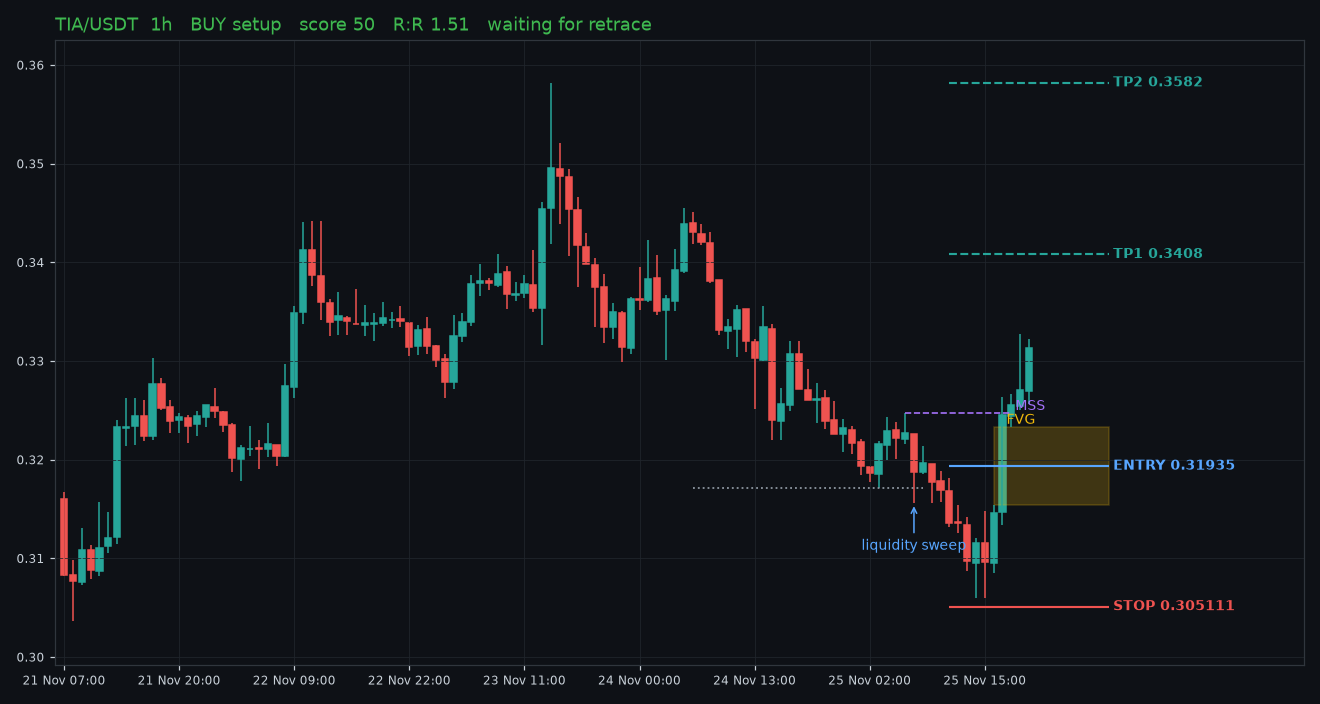 TIA/USDT 1h BUY setup score 50 R:R 1.51 waiting for retrace
0.36
TP2 0.3582
0.35
0.34
TP1 0.3408
0.33
MSS
FVG
0.32
ENTRY 0.31935
liquidity sweep
0.31
STOP 0.305111
0.30
21 Nov 07:00 21 Nov 20:00 22 Nov 09:00 22 Nov 22:00 23 Nov 11:00 24 Nov 00:00 24 Nov 13:00 25 Nov 02:00 25 Nov 15:00